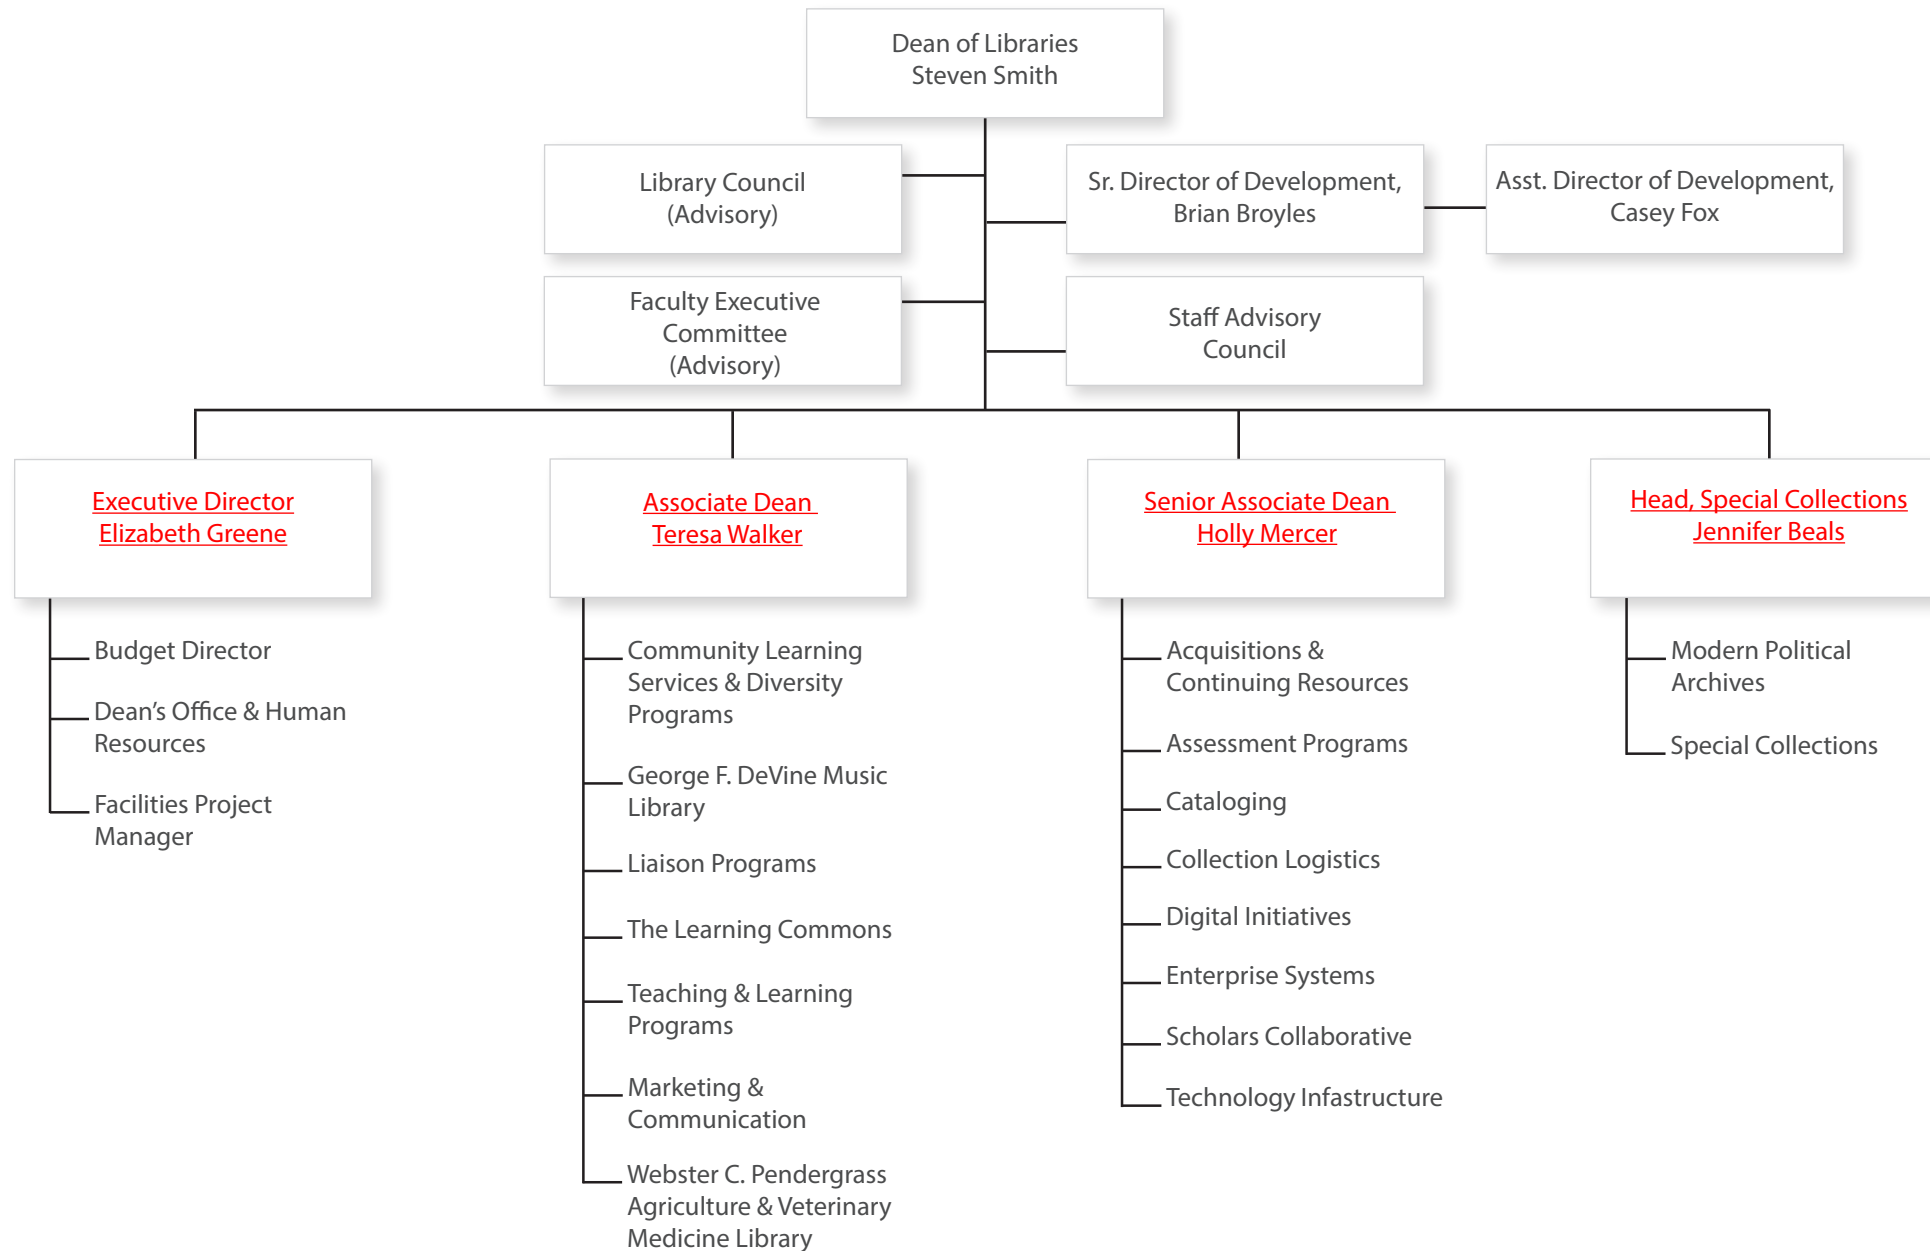 Dean of Libraries
Steven Smith
Library Council
(Advisory)
Sr. Director of Development,
Brian Broyles
Asst. Director of Development,
Casey Fox
Faculty Executive
Committee
(Advisory)
Staff Advisory
Council
Executive Director
Elizabeth Greene
Budget Director
Dean’s Office & Human
Resources
Facilities Project
Manager
Associate Dean
Teresa Walker
Community Learning
Services & Diversity
Programs
George F. DeVine Music
Library
Liaison Programs
The Learning Commons
Teaching & Learning
Programs
Marketing &
Communication
Webster C. Pendergrass
Agriculture & Veterinary
Medicine Library
Senior Associate Dean
Holly Mercer
Acquisitions &
Continuing Resources
Assessment Programs
Cataloging
Collection Logistics
Digital Initiatives
Enterprise Systems
Scholars Collaborative
Technology Infastructure
Head, Special Collections
Jennifer Beals
Modern Political
Archives
Special Collections